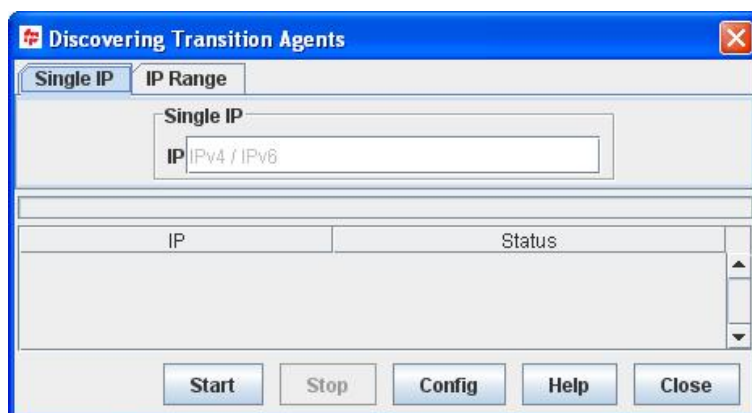 Discovering Transition Agents
Single IP IP Range
Single IP
IP IPv4 / IPv6
IP Status
Start Stop Config Help Close